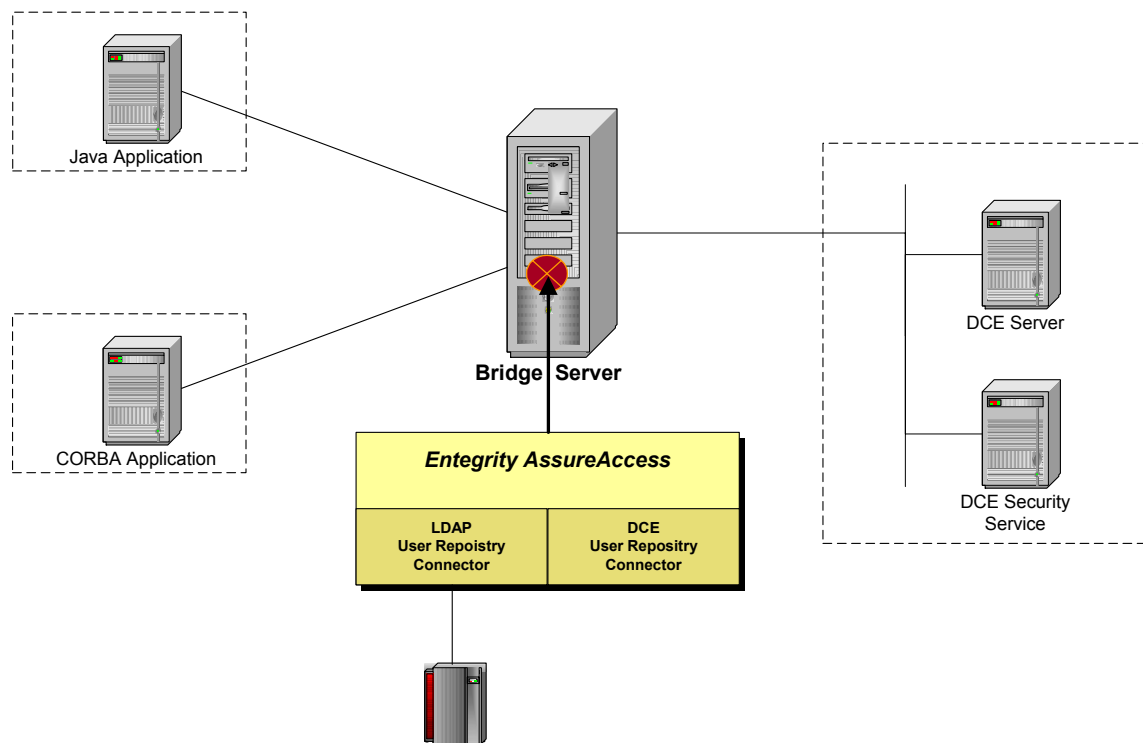 Java Application
CORBA Application
Bridge Server
DCE Server
DCE Security
Service
Entegrity AssureAccess
LDAP
User Repoistry
Connector
DCE
User Repositry
Connector